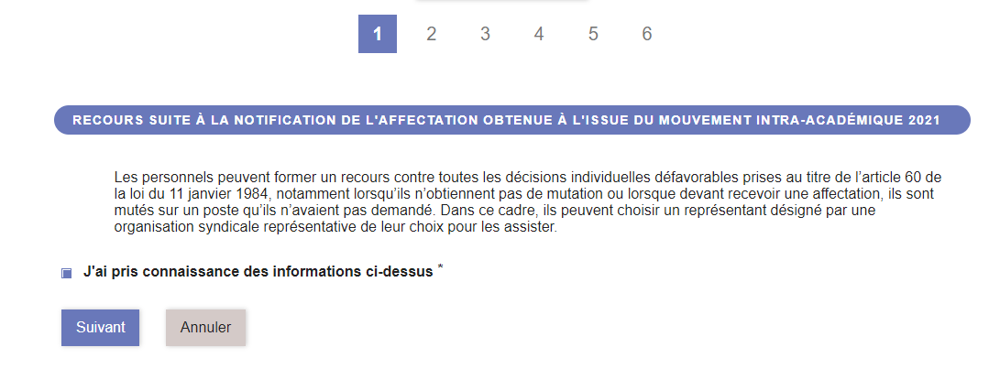 1 2 3 4 5 6
RECOURS SUITE À LA NOTIFICATION DE L'AFFECTATION OBTENUE À L'ISSUE DU MOUVEMENT INTRA-ACADÉMIQUE 2021
Les personnels peuvent former un recours contre toutes les décisions individuelles défavorables prises au titre de l’article 60 de
la loi du 11 janvier 1984, notamment lorsqu’ils n’obtiennent pas de mutation ou lorsque devant recevoir une affectation, ils sont
mutés sur un poste qu’ils n’avaient pas demandé. Dans ce cadre, ils peuvent choisir un représentant désigné par une
organisation syndicale représentative de leur choix pour les assister.
J'ai pris connaissance des informations ci-dessus *
Suivant Annuler